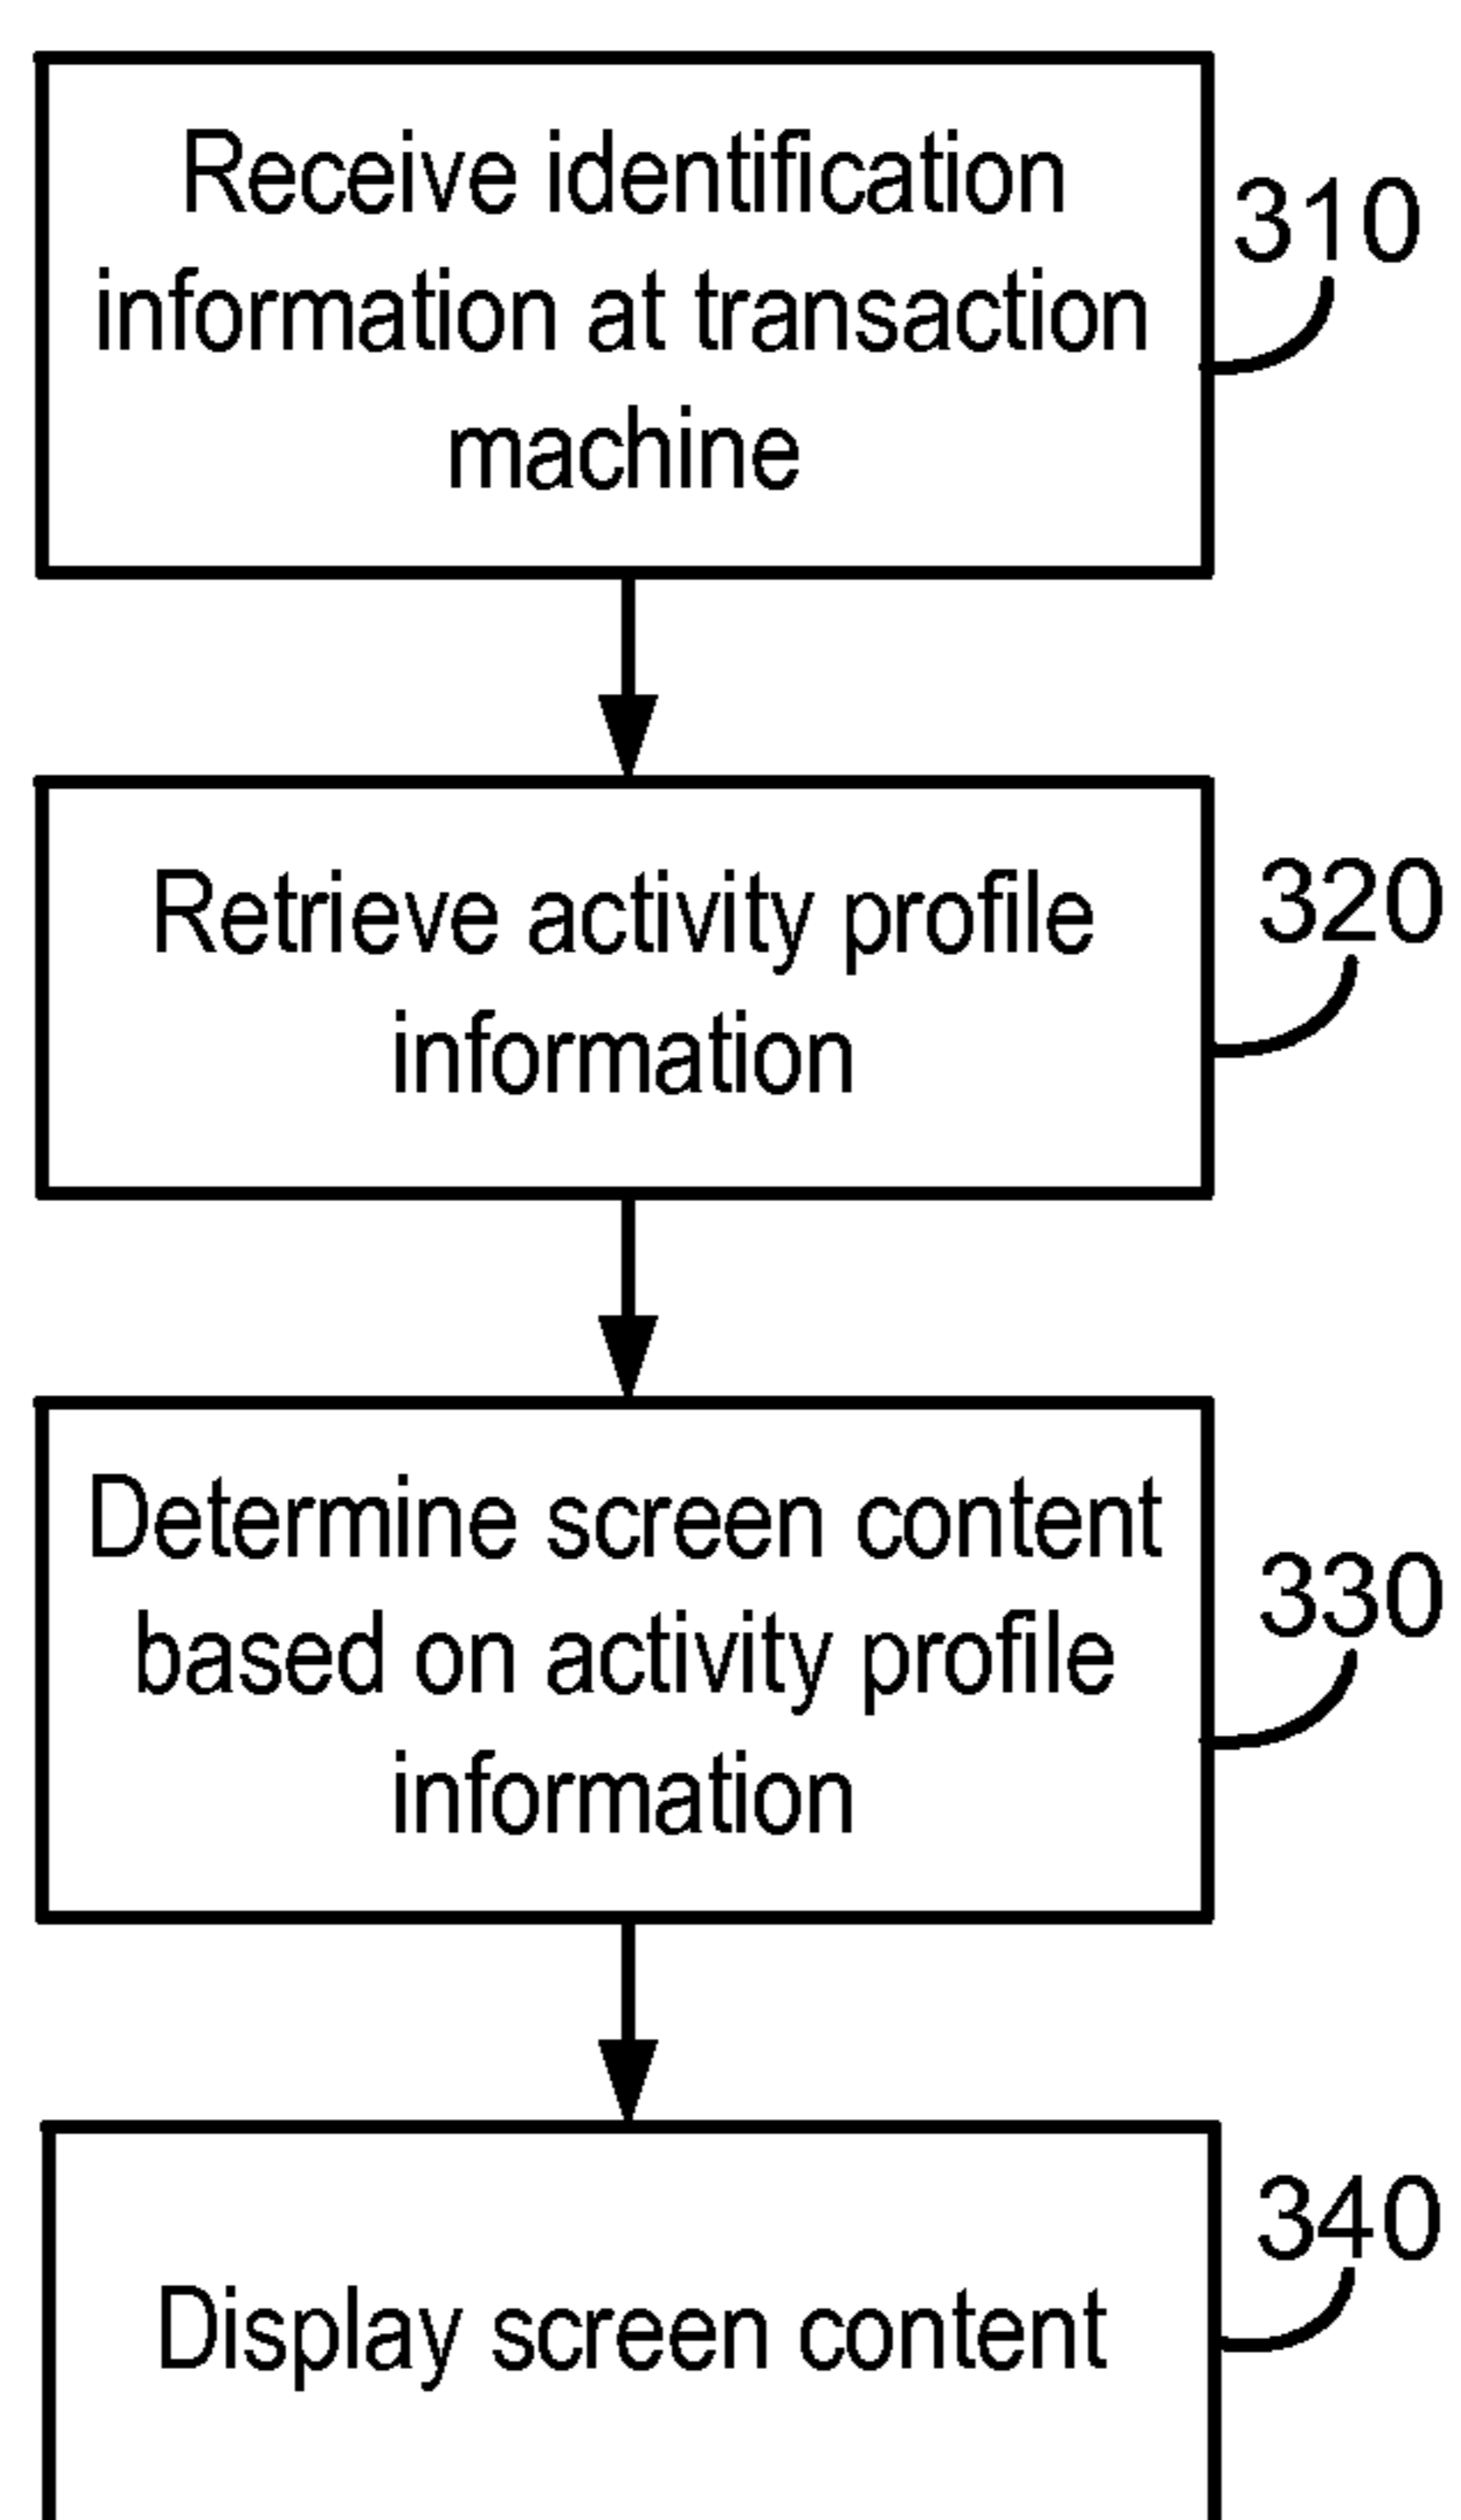 Receive identification
information at transaction
machine
310
Retrieve activity profile
information
320
Determine screen content
based on activity profile
information
330
Display screen content
340